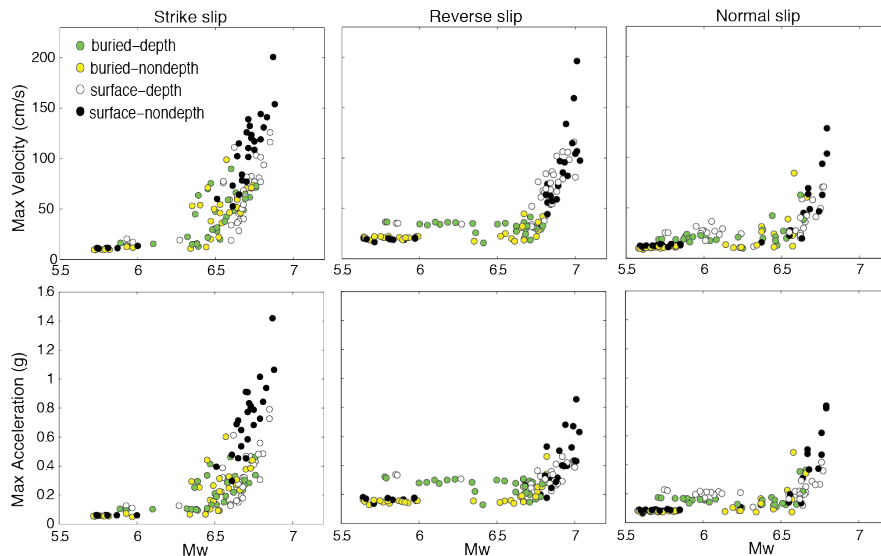 Strike slip Reverse slip Normal slip
200
150
100
50
0
Max Velocity (cm/s)
buried-depth
buried-nondepth
surface-depth
surface-nondepth
5.5 6 6.5 7 5.5 6 6.5 7 5.5 6 6.5 7
1.6
1.4
1.2
1
0.8
0.6
0.4
0.2
0
Max Acceleration (g)
5.5 6 6.5 7 5.5 6 6.5 7 5.5 6 6.5 7
Mw Mw Mw